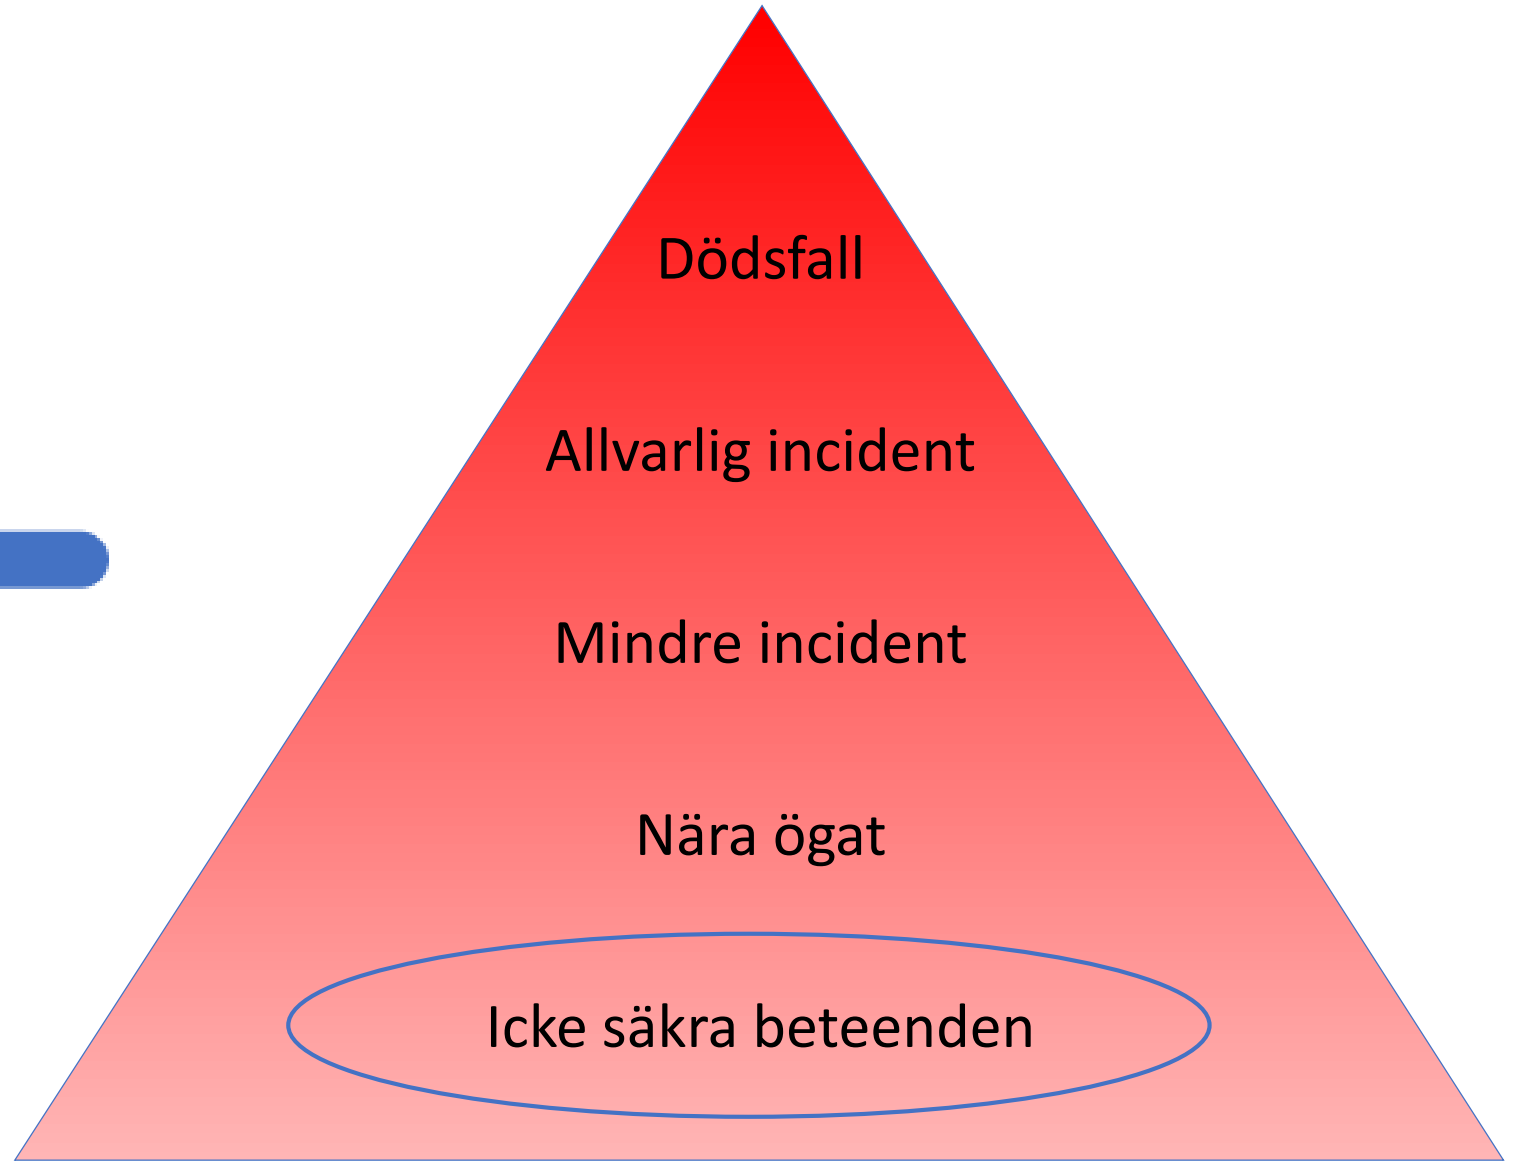 Dödsfall
Allvarlig incident
Mindre incident
Nära ögat
Icke säkra beteenden